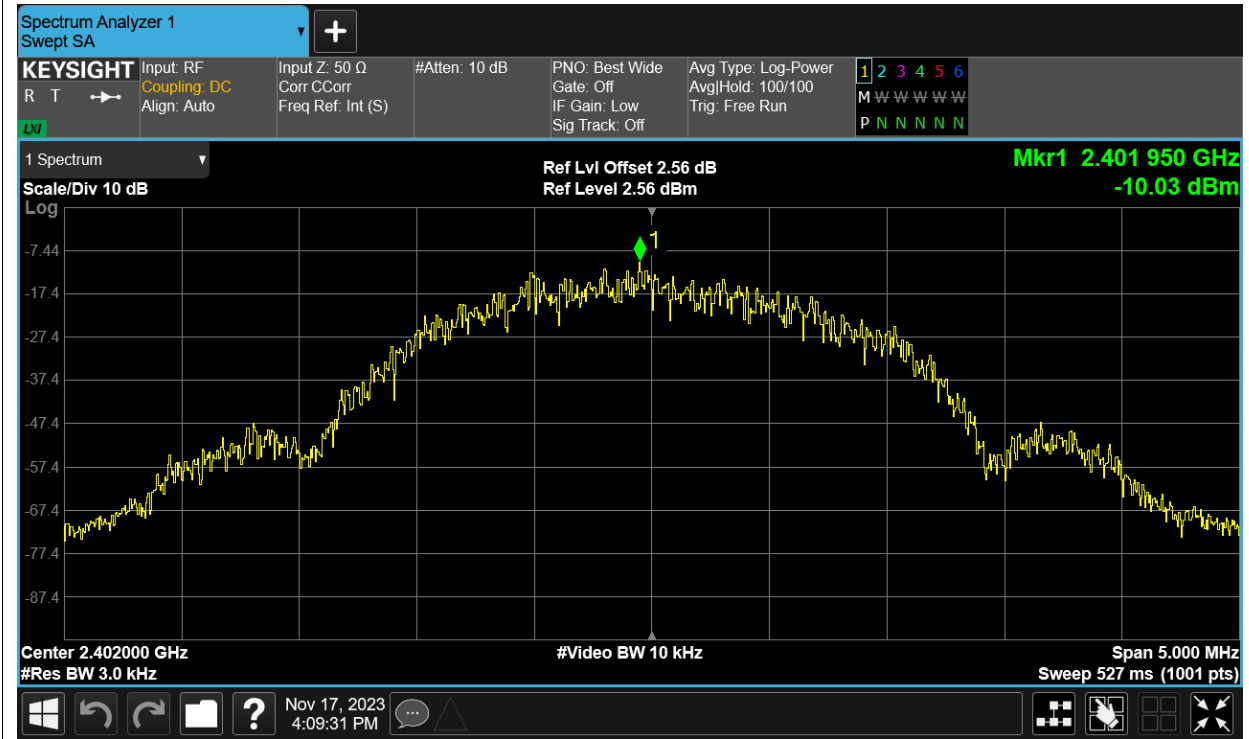 Spectrum Analyzer 1
Swept SA
KEYSIGHT
R T
LXI
Input: RF
Coupling: DC
Align: Auto
Input Z: 50 Ω
Corr CCorr
Freq Ref: Int (S)
#Atten: 10 dB
PNO: Best Wide
Gate: Off
IF Gain: Low
Sig Track: Off
Avg Type: Log-Power
Avg|Hold: 100/100
Trig: Free Run
1 2 3 4 5 6
M W W W W W
P N N N N N
1 Spectrum
Scale/Div 10 dB
Log
Ref Lvl Offset 2.56 dB
Ref Level 2.56 dBm
Mkr1 2.401 950 GHz
-10.03 dBm
1
-7.44
-17.4
-27.4
-37.4
-47.4
-57.4
-67.4
-77.4
-87.4
Center 2.402000 GHz
#Res BW 3.0 kHz
#Video BW 10 kHz
Span 5.000 MHz
Sweep 527 ms (1001 pts)
?
Nov 17, 2023
4:09:31 PM